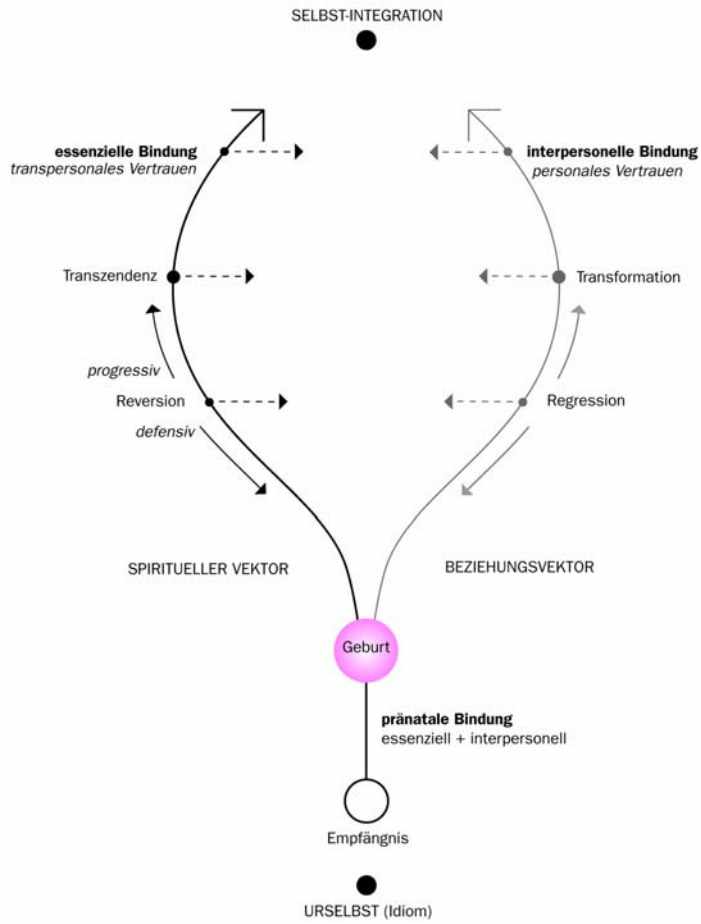 SELBST-INTEGRATION
essenzielle Bindung
transpersonales Vertrauen
interpersonelle Bindung
personales Vertrauen
Transzendenz
Transformation
progressiv
Reversion
Regression
defensiv
SPIRITUELLER VEKTOR
BEZIEHUNGSVEKTOR
Geburt
pränatale Bindung
essenziell + interpersonell
Empfängnis
URSELBST (Idiom)